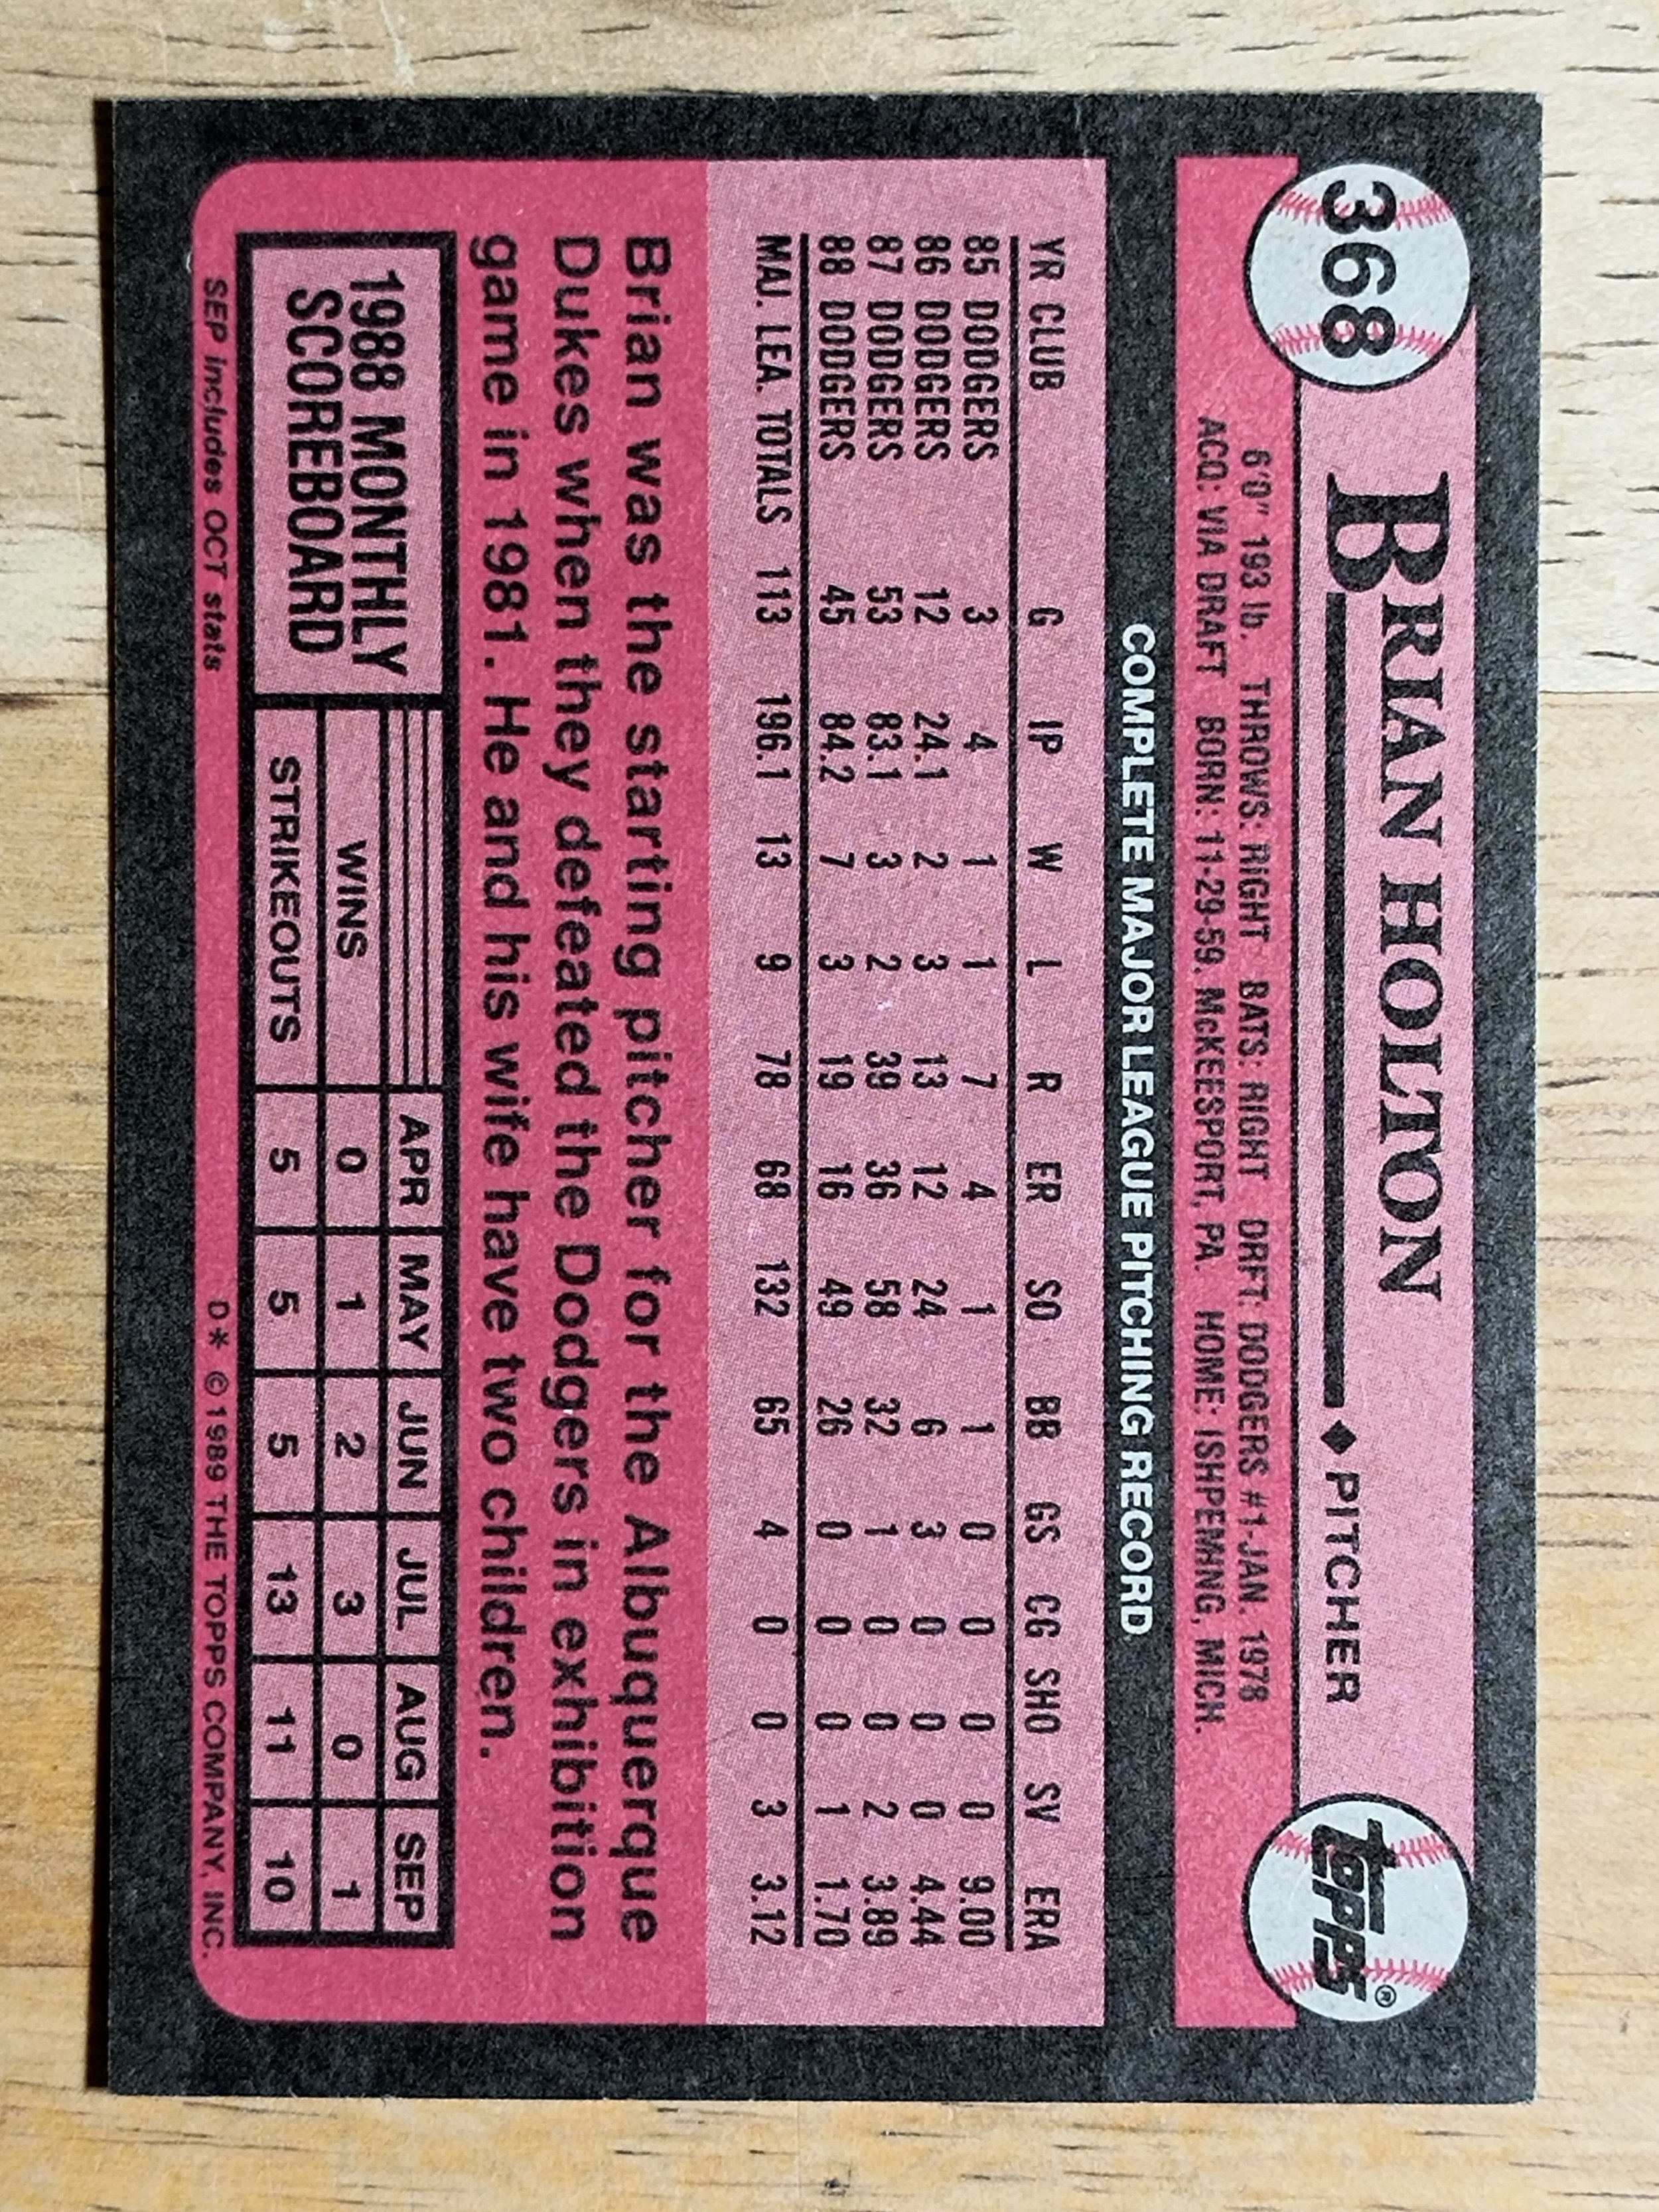 368
BRIAN HOLTON
◆ PITCHER
topps®
6'0" 193 lb. THROWS: RIGHT BATS: RIGHT DRFT: DODGERS #1-JAN. 1978
ACQ: VIA DRAFT BORN: 11-29-59, McKEESPORT, PA. HOME: ISHPEMING, MICH.
COMPLETE MAJOR LEAGUE PITCHING RECORD
YR CLUB G IP W L R ER SO BB GS CG SHO SV ERA
85 DODGERS 3 4 1 1 7 4 1 1 0 0 0 0 9.00
86 DODGERS 12 24.1 2 3 13 12 24 6 3 0 0 0 4.44
87 DODGERS 53 83.1 3 2 39 36 58 32 1 0 0 2 3.89
88 DODGERS 45 84.2 7 3 19 16 49 26 0 0 0 1 1.70
MAJ. LEA. TOTALS 113 196.1 13 9 78 68 132 65 4 0 0 3 3.12
Brian was the starting pitcher for the Albuquerque
Dukes when they defeated the Dodgers in exhibition
game in 1981. He and his wife have two children.
1988 MONTHLY
SCOREBOARD
APR MAY JUN JUL AUG SEP
WINS 0 1 2 3 0 1
STRIKEOUTS 5 5 5 13 11 10
SEP includes OCT stats
D* © 1989 THE TOPPS COMPANY, INC.